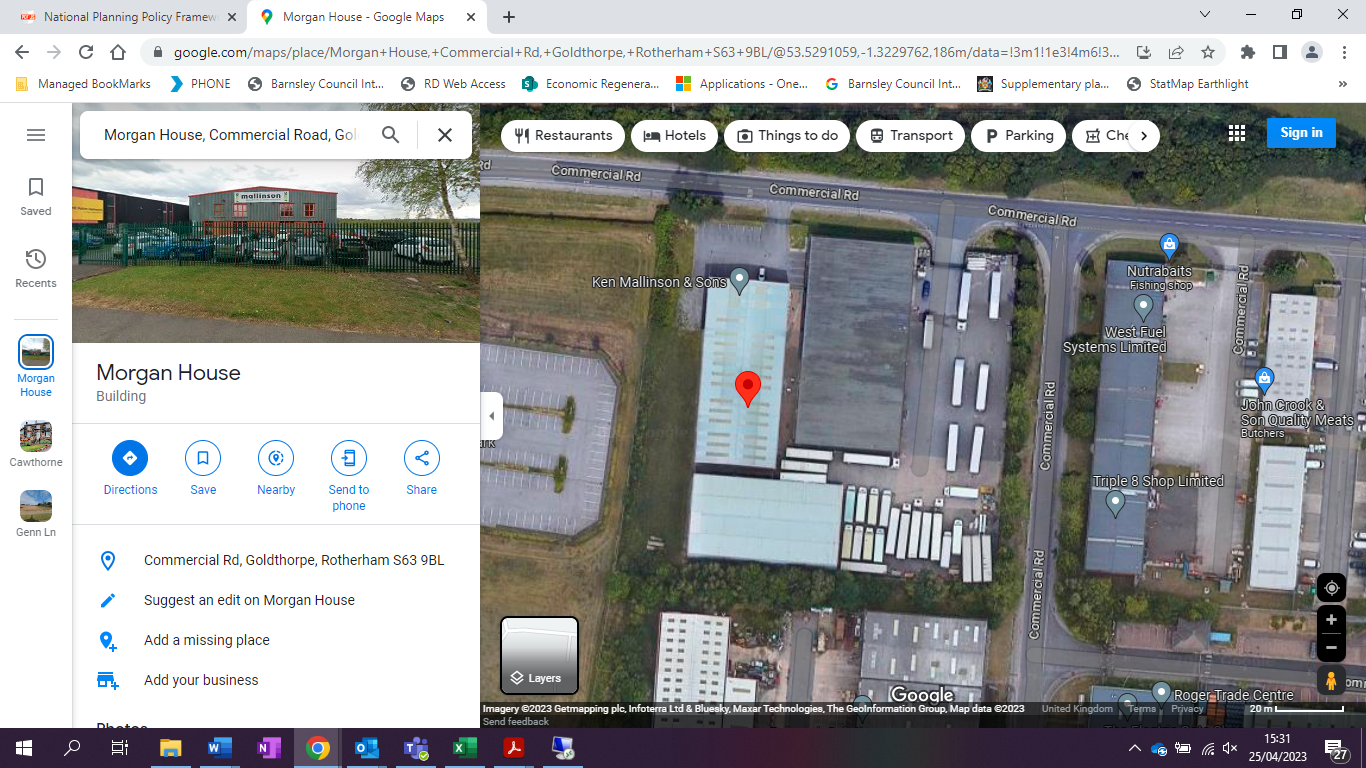 National Planning Policy Framew
Morgan House - Google Maps
google.com/maps/place/Morgan+House,+Commercial+Rd,+Goldthorpe,+Rotherham+S63+9BL/@53.5291059,-1.3229762,186m/data=!3m1!1e3!4m6!3...
Managed BookMarks
PHONE
Barnsley Council Int...
RD Web Access
Economic Regenera...
Applications - One...
Barnsley Council Int...
Supplementary pla...
StatMap Earthlight
»
Morgan House, Commercial Road, Gol
Restaurants
Hotels
Things to do
Transport
Parking
Che
Sign in
Saved
Recents
Morgan
House
Cawthorne
Genn Ln
mallinson
Morgan House
Building
Directions
Save
Nearby
Send to
phone
Share
Commercial Rd, Goldthorpe, Rotherham S63 9BL
Suggest an edit on Morgan House
Add a missing place
Add your business
Photos
Rd
Commercial Rd
Commercial Rd
Commercial Rd
Ken Mallinson & Sons
Nutrabaits
Fishing shop
West Fuel
Systems Limited
Commercial Rd
John Crook &
Son Quality Meats
Butchers
Commercial Rd
Triple 8 Shop Limited
Commercial Rd
Roger Trade Centre
Layers
Google
Imagery ©2023 Getmapping plc, Infoterra Ltd & Bluesky, Maxar Technologies, The GeoInformation Group, Map data ©2023
United Kingdom
Terms
Privacy
20 m
Send feedback
15:31
25/04/2023
27